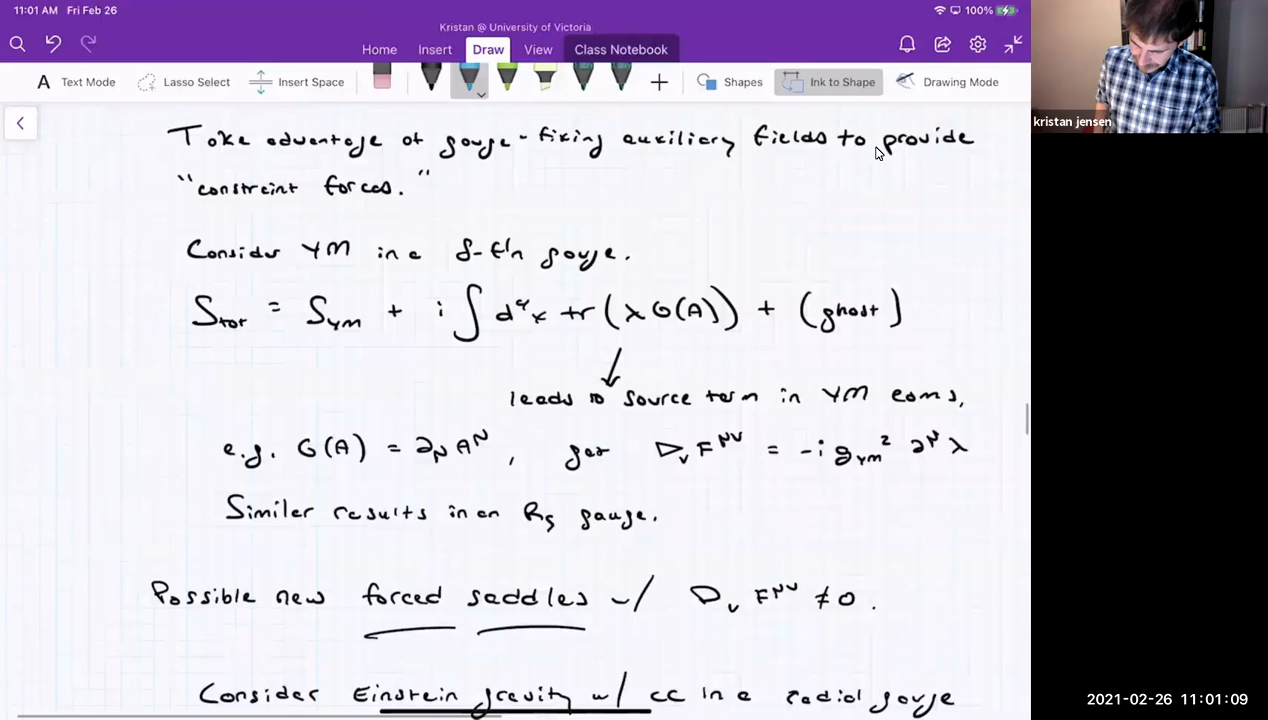 11:01 AM Fri Feb 26
100%
Kristan @ University of Victoria
Home Insert Draw View Class Notebook
A Text Mode Lasso Select Insert Space Shapes Ink to Shape Drawing Mode
kristan jensen
Take advantage of gauge-fixing auxiliary fields to provide
"constraint forces."
Consider YM in a δ-f'n gauge.
S_tot = S_YM + i ∫ d⁴x tr(λ G(A)) + (ghost)
↓
leads to source term in YM eoms,
e.g. G(A) = ∂_μ A^μ, get D_ν F^{μν} = -i g_YM² ∂^μ λ
Similar results in an R_ξ gauge.
Possible new forced saddles w/ D_ν F^{μν} ≠ 0.
Consider Einstein gravity w/ cc in a radial gauge
2021-02-26 11:01:09